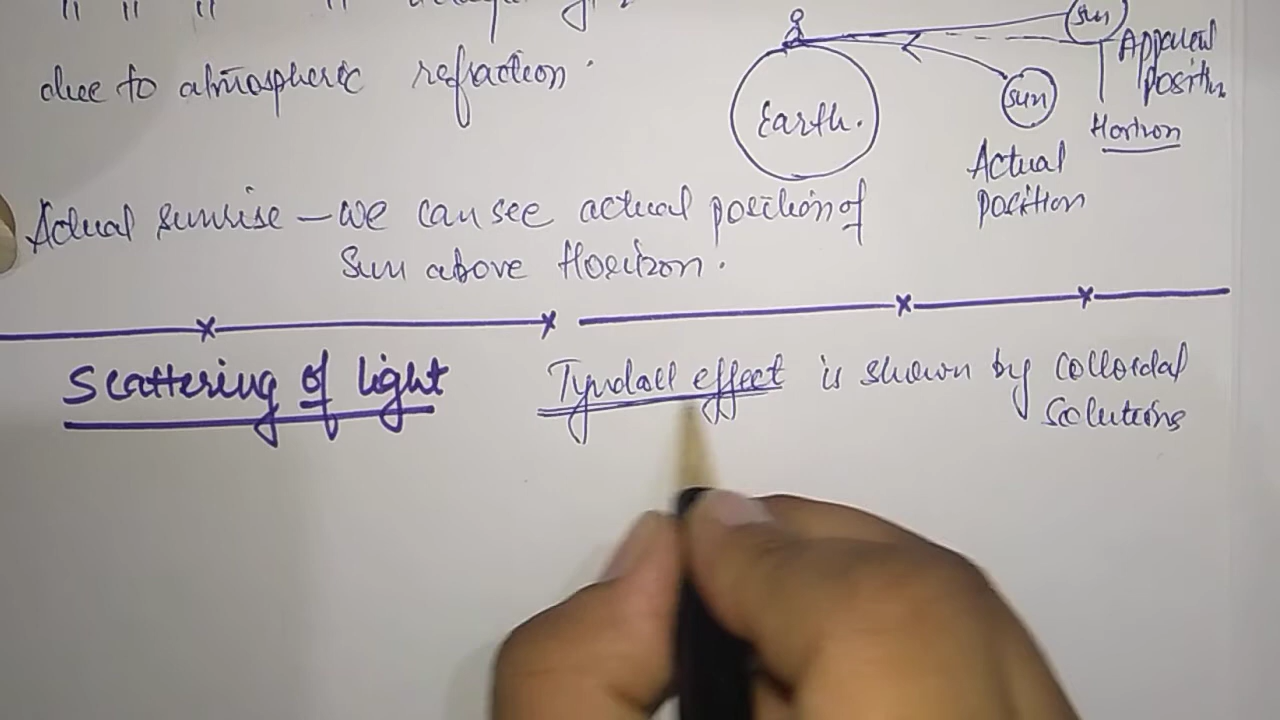 due to atmospheric refraction.
sun
Apparent
position
Earth.
sun
Horizon
Actual
position
Actual sunrise – we can see actual position of
Sun above Horizon.
Scattering of light
Tyndall effect is shown by colloidal
Solutions